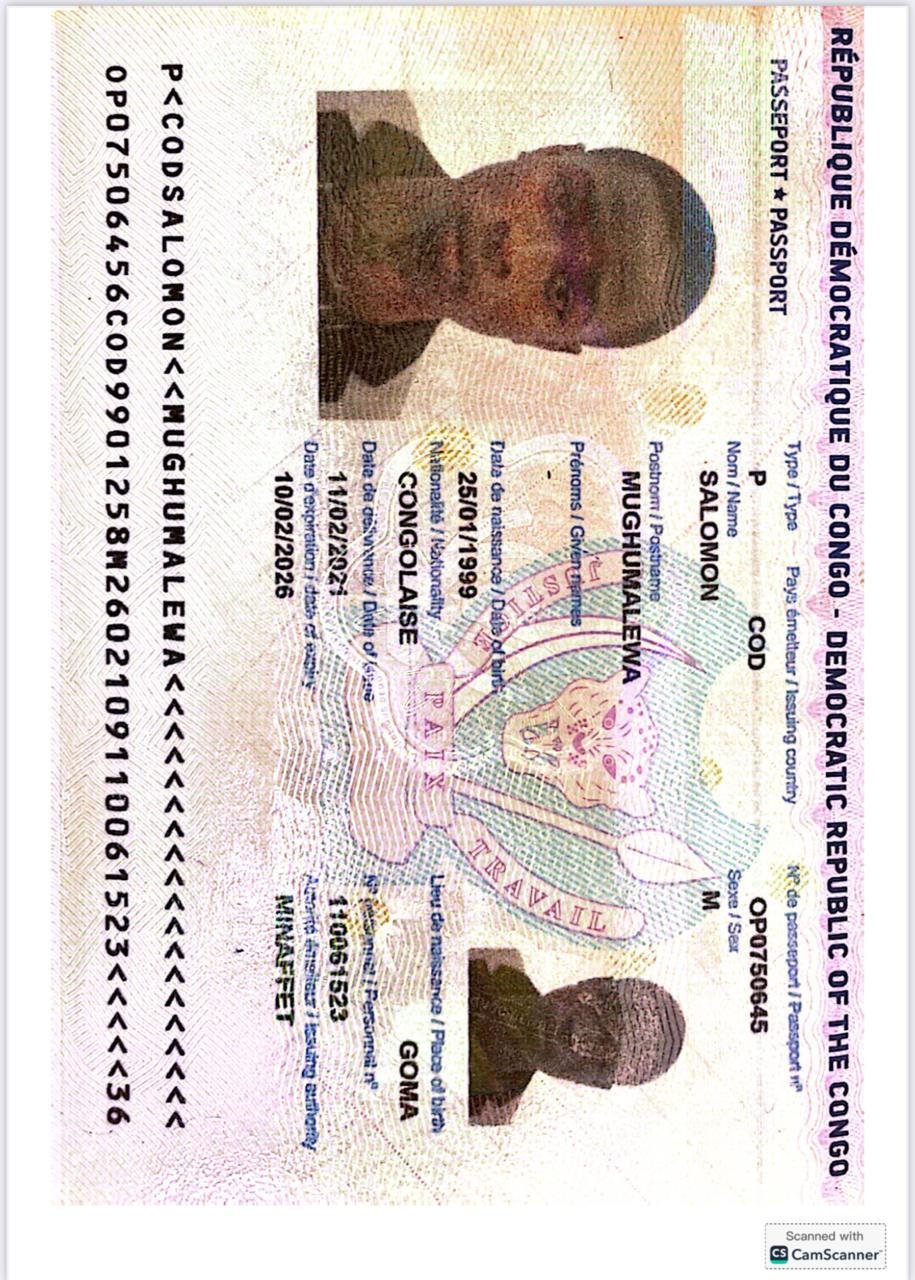 RÉPUBLIQUE DÉMOCRATIQUE DU CONGO - DEMOCRATIC REPUBLIC OF THE CONGO
PASSEPORT ★ PASSPORT
Type / Type Pays émetteur / Issuing country N° de passeport / Passport n°
P COD OP0750645
Nom / Name Sexe / Sex
SALOMON M
Postnom / Postname
MUGHUMALEWA
Prénoms / Given names
-
Data de naissance / Date of birth
25/01/1999
Nationalité / Nationality Lieu de naissance / Place of birth
CONGOLAISE GOMA
Date de délivrance / Date of issue N° personnel / Personal n°
11/02/2021 110061523
Date d'expiration / date of expiry Autorité émetteur / Issuing authority
10/02/2026 MINAFFET
PAIX
TRAVAIL
P<CODSALOMON<<MUGHUMALEWA<<<<<<<<<<<<<<<<<<<
OP07506456COD9901258M2602109110061523<<<<<36
Scanned with
CS CamScanner